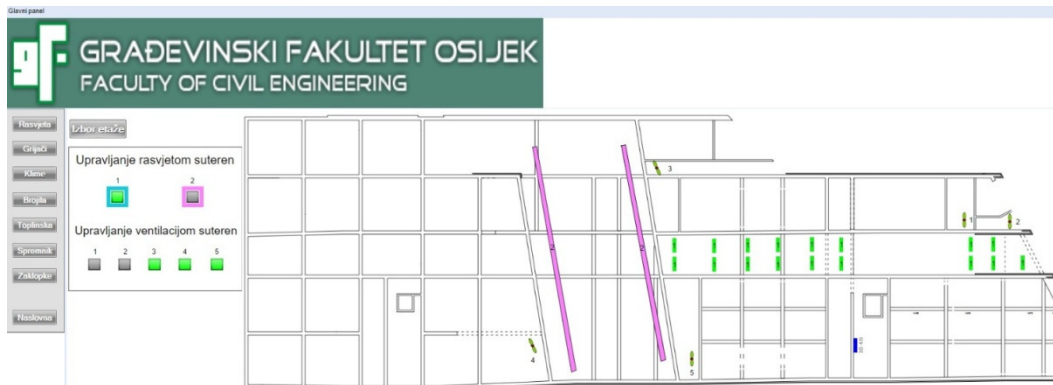 Glavni panel
gf.
GRAĐEVINSKI FAKULTET OSIJEK
FACULTY OF CIVIL ENGINEERING
Rasvjeta
Grijači
Klime
Brojila
Toplinska
Spremnik
Zaklopke
Naslovna
Izbor etaže
Upravljanje rasvjetom suteren
1 2
Upravljanje ventilacijom suteren
1 2 3 4 5
3
1 2
2 2
4
5